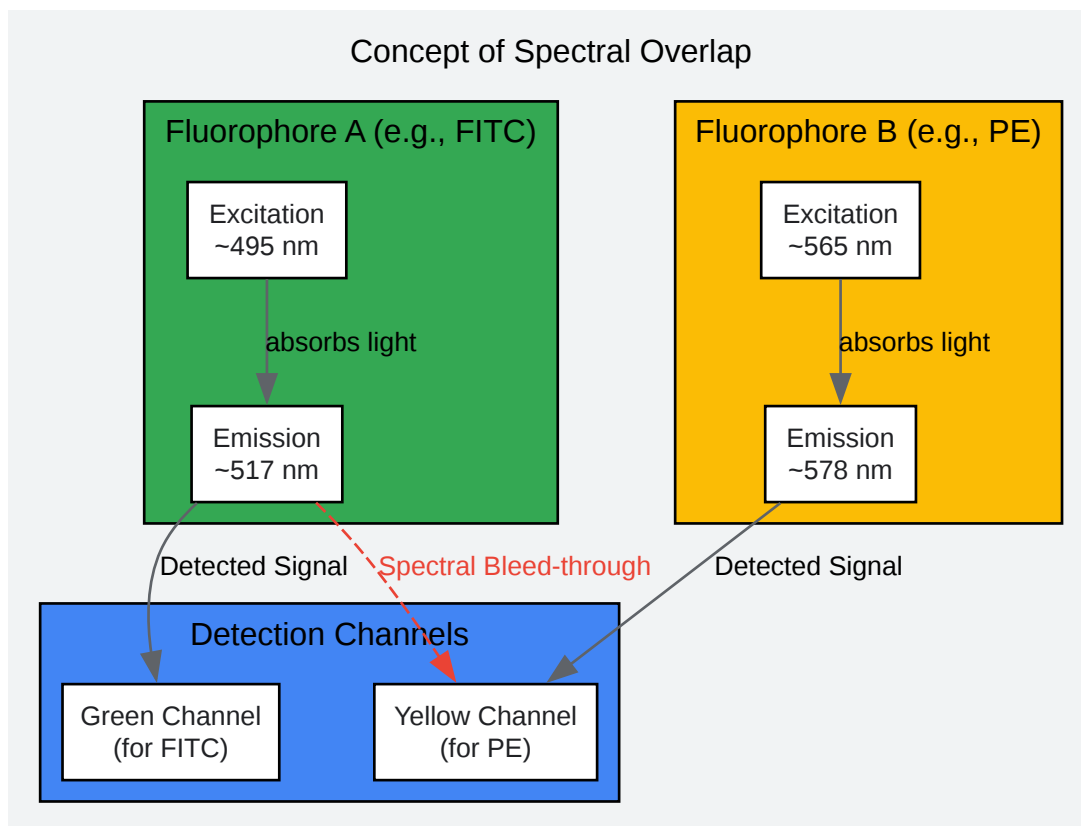 Concept of Spectral Overlap
Fluorophore A (e.g., FITC)
Fluorophore B (e.g., PE)
Excitation
~495 nm
Excitation
~565 nm
absorbs light
absorbs light
Emission
~517 nm
Emission
~578 nm
Detected Signal
Spectral Bleed-through
Detected Signal
Detection Channels
Green Channel
(for FITC)
Yellow Channel
(for PE)